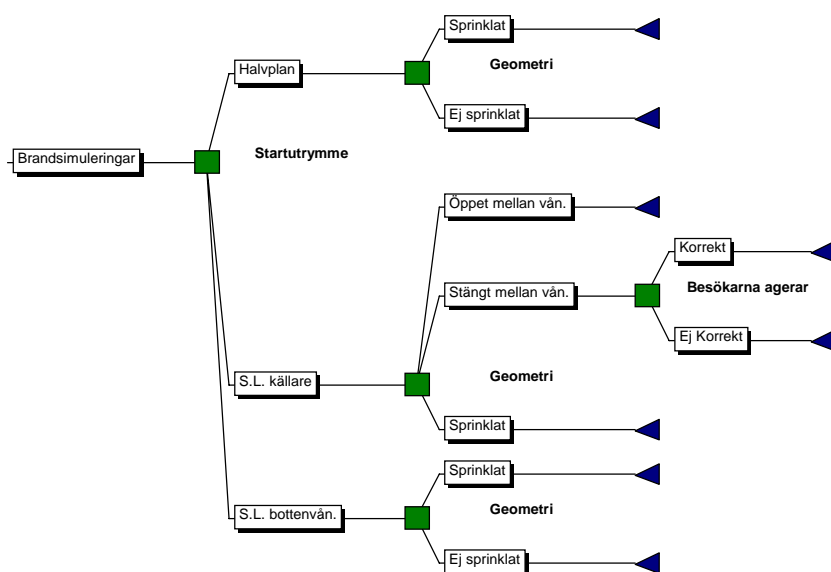 Sprinklat
Geometri
Halvplan
Ej sprinklat
Startutrymme
Brandsimuleringar
Öppet mellan vån.
Korrekt
Stängt mellan vån.
Besökarna agerar
Ej Korrekt
Geometri
S.L. källare
Sprinklat
Sprinklat
Geometri
S.L. bottenvån.
Ej sprinklat